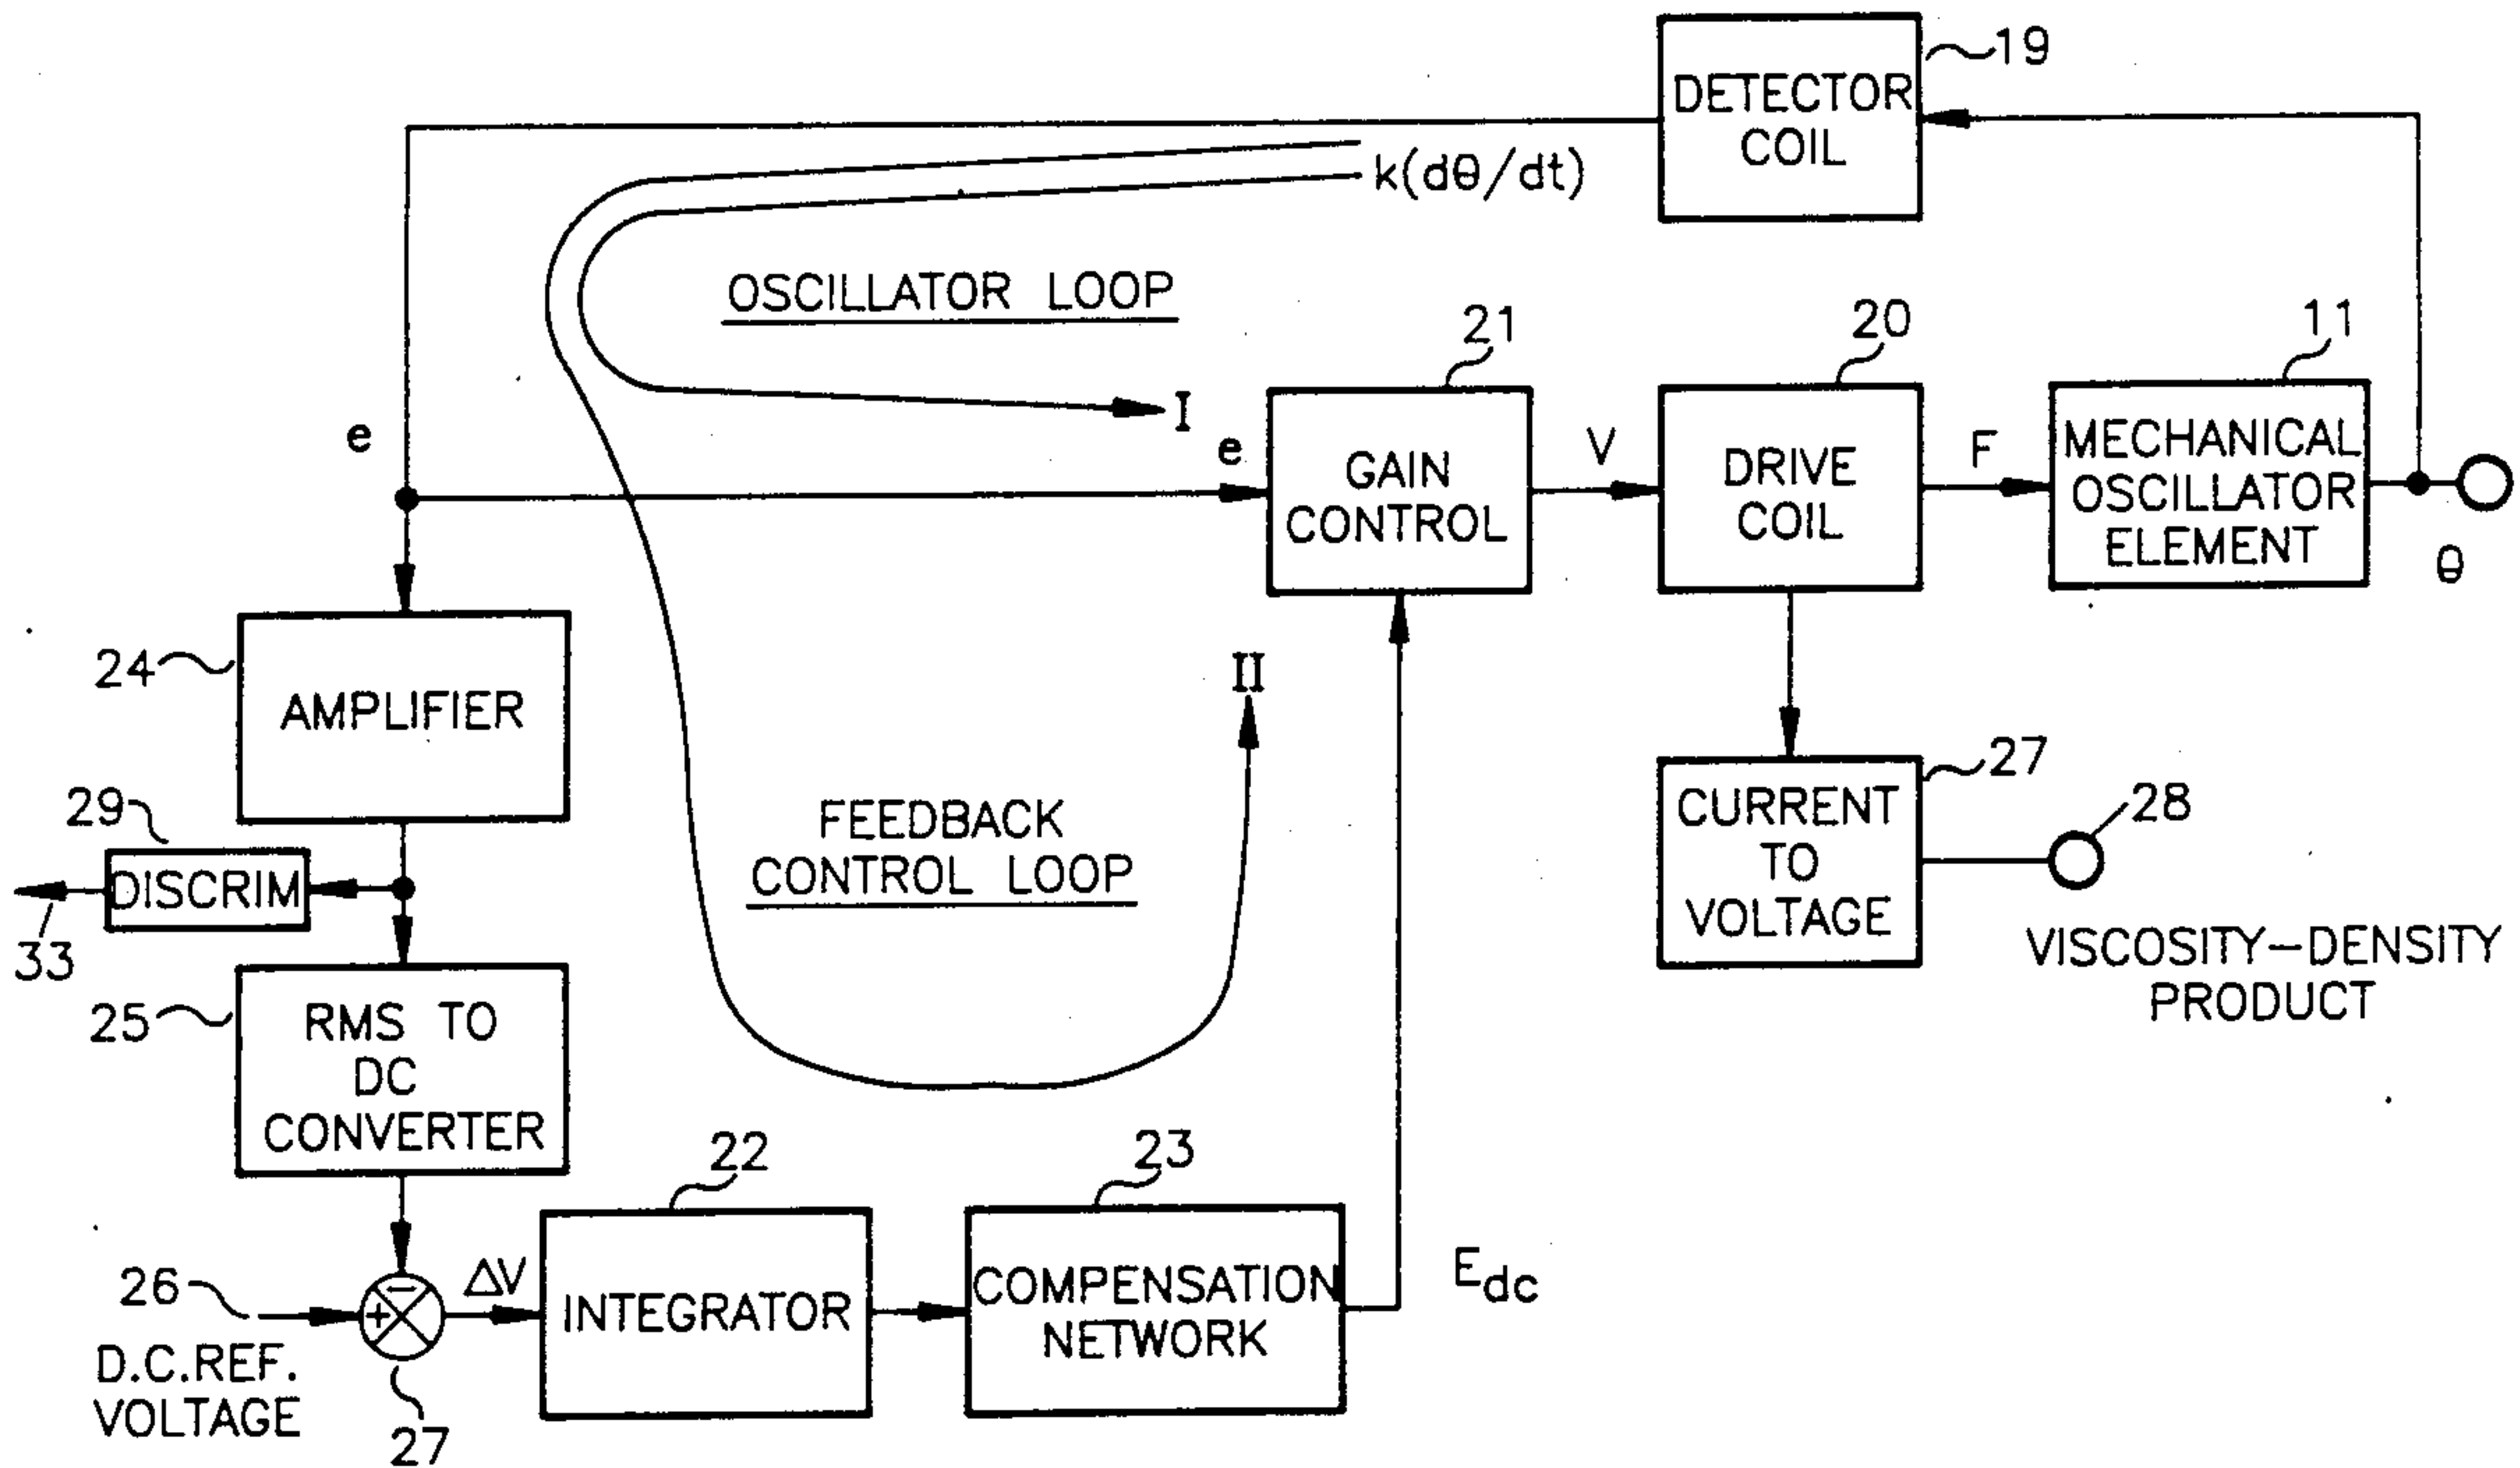 19
DETECTOR
COIL
k(dθ/dt)
OSCILLATOR LOOP
I
e
e
21
GAIN
CONTROL
V
20
DRIVE
COIL
F
11
MECHANICAL
OSCILLATOR
ELEMENT
θ
24
AMPLIFIER
II
29
DISCRIM
33
FEEDBACK
CONTROL LOOP
27
CURRENT
TO
VOLTAGE
28
VISCOSITY-DENSITY
PRODUCT
25
RMS TO
DC
CONVERTER
26
D.C.REF.
VOLTAGE
+
-
27
ΔV
22
INTEGRATOR
23
COMPENSATION
NETWORK
Edc